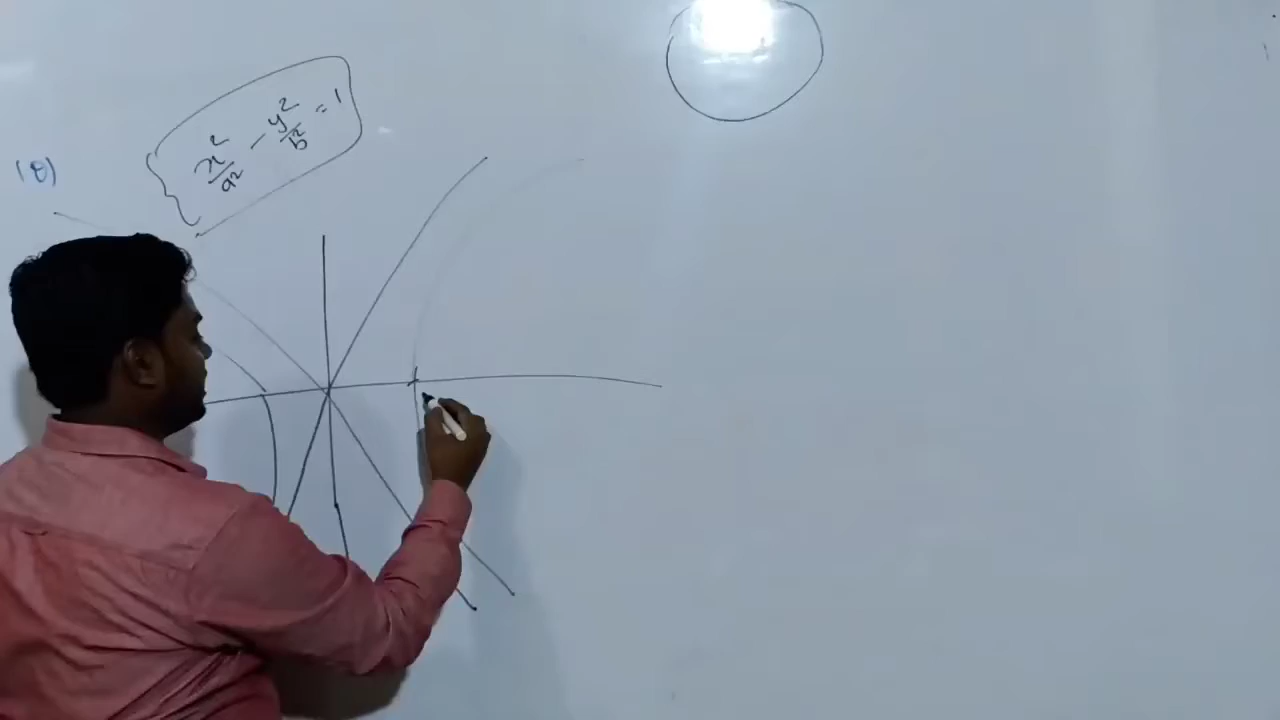 x²/a² - y²/b² = 1
(8)